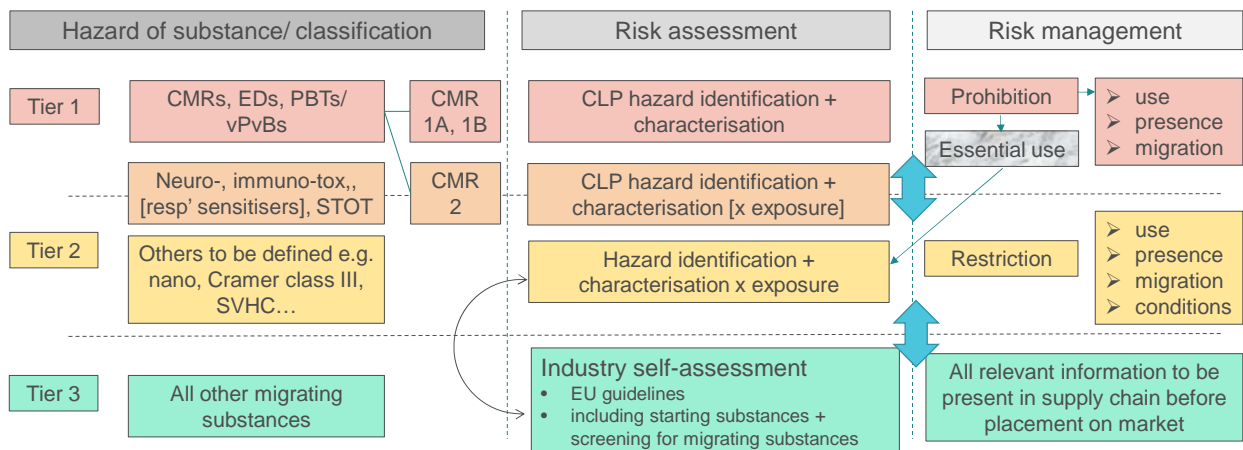 Hazard of substance/ classification
Risk assessment
Risk management
Tier 1
CMRs, EDs, PBTs/
vPvBs
CMR
1A, 1B
CLP hazard identification +
characterisation
Prohibition
➢ use
➢ presence
➢ migration
Essential use
Neuro-, immuno-tox,,
[resp’ sensitisers], STOT
CMR
2
CLP hazard identification +
characterisation [x exposure]
Tier 2
Others to be defined e.g.
nano, Cramer class III,
SVHC…
Hazard identification +
characterisation x exposure
Restriction
➢ use
➢ presence
➢ migration
➢ conditions
Tier 3
All other migrating
substances
Industry self-assessment
• EU guidelines
• including starting substances +
screening for migrating substances
All relevant information to be
present in supply chain before
placement on market